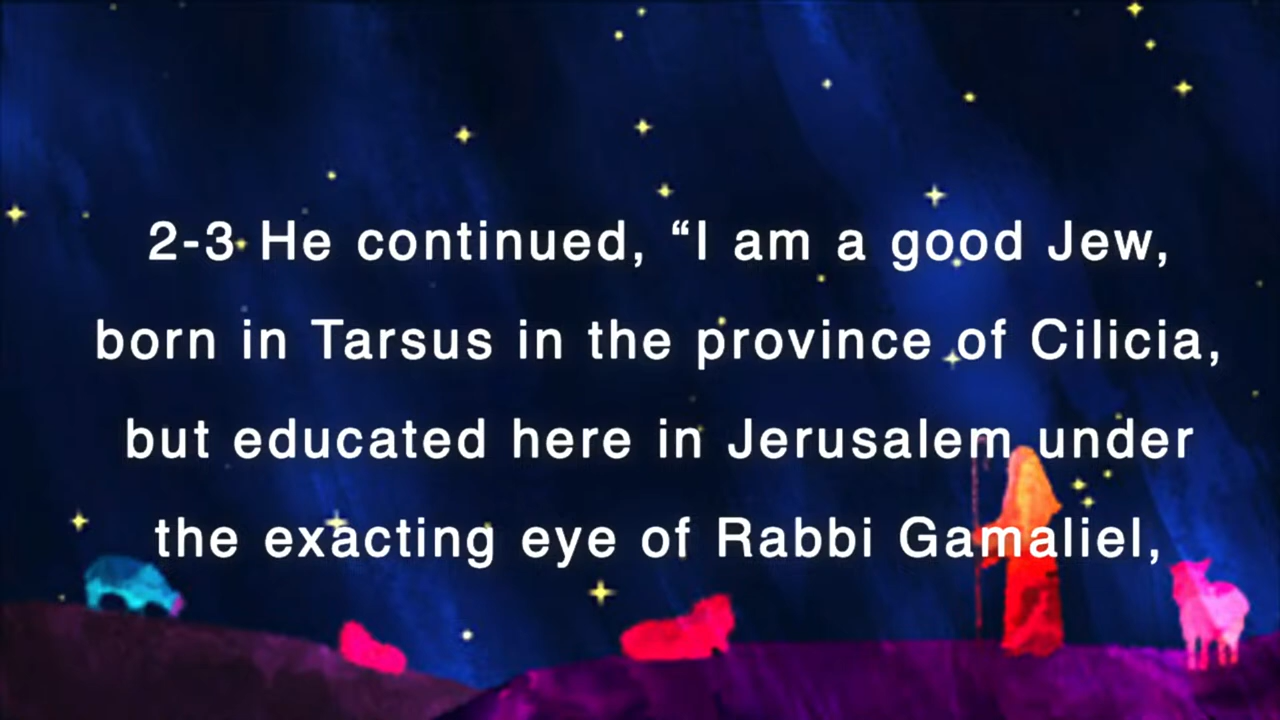 2-3 He continued, “I am a good Jew,
born in Tarsus in the province of Cilicia,
but educated here in Jerusalem under
the exacting eye of Rabbi Gamaliel,